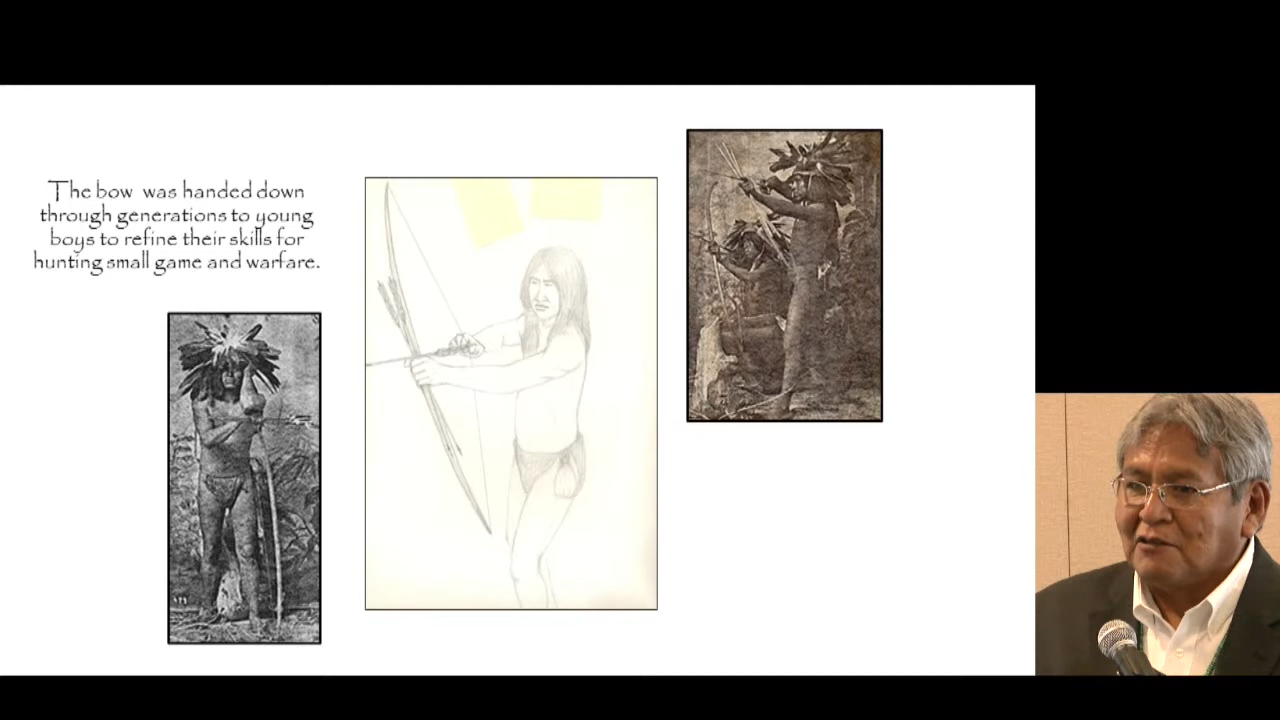 The bow was handed down
through generations to young
boys to refine their skills for
hunting small game and warfare.